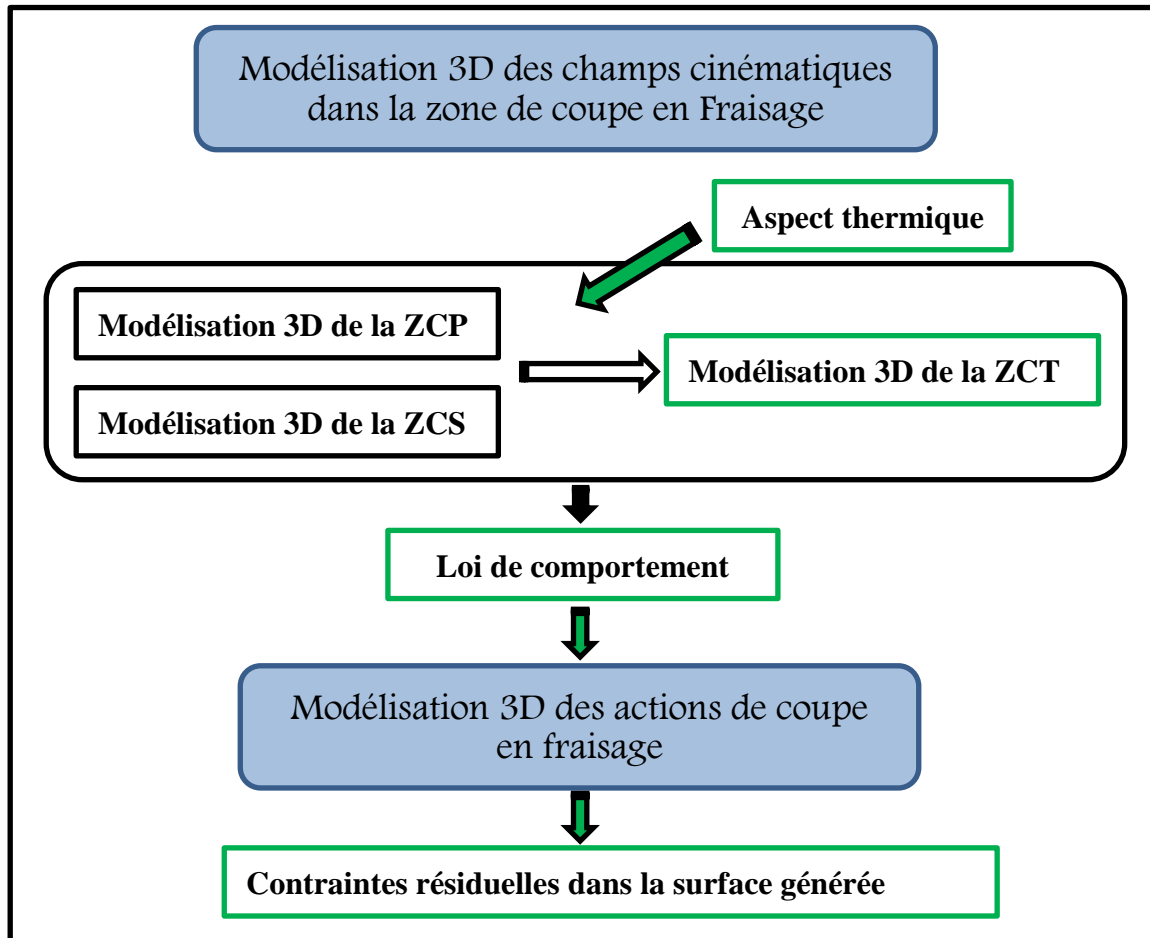 Modélisation 3D des champs cinématiques
dans la zone de coupe en Fraisage
Aspect thermique
Modélisation 3D de la ZCP
Modélisation 3D de la ZCT
Modélisation 3D de la ZCS
Loi de comportement
Modélisation 3D des actions de coupe
en fraisage
Contraintes résiduelles dans la surface générée